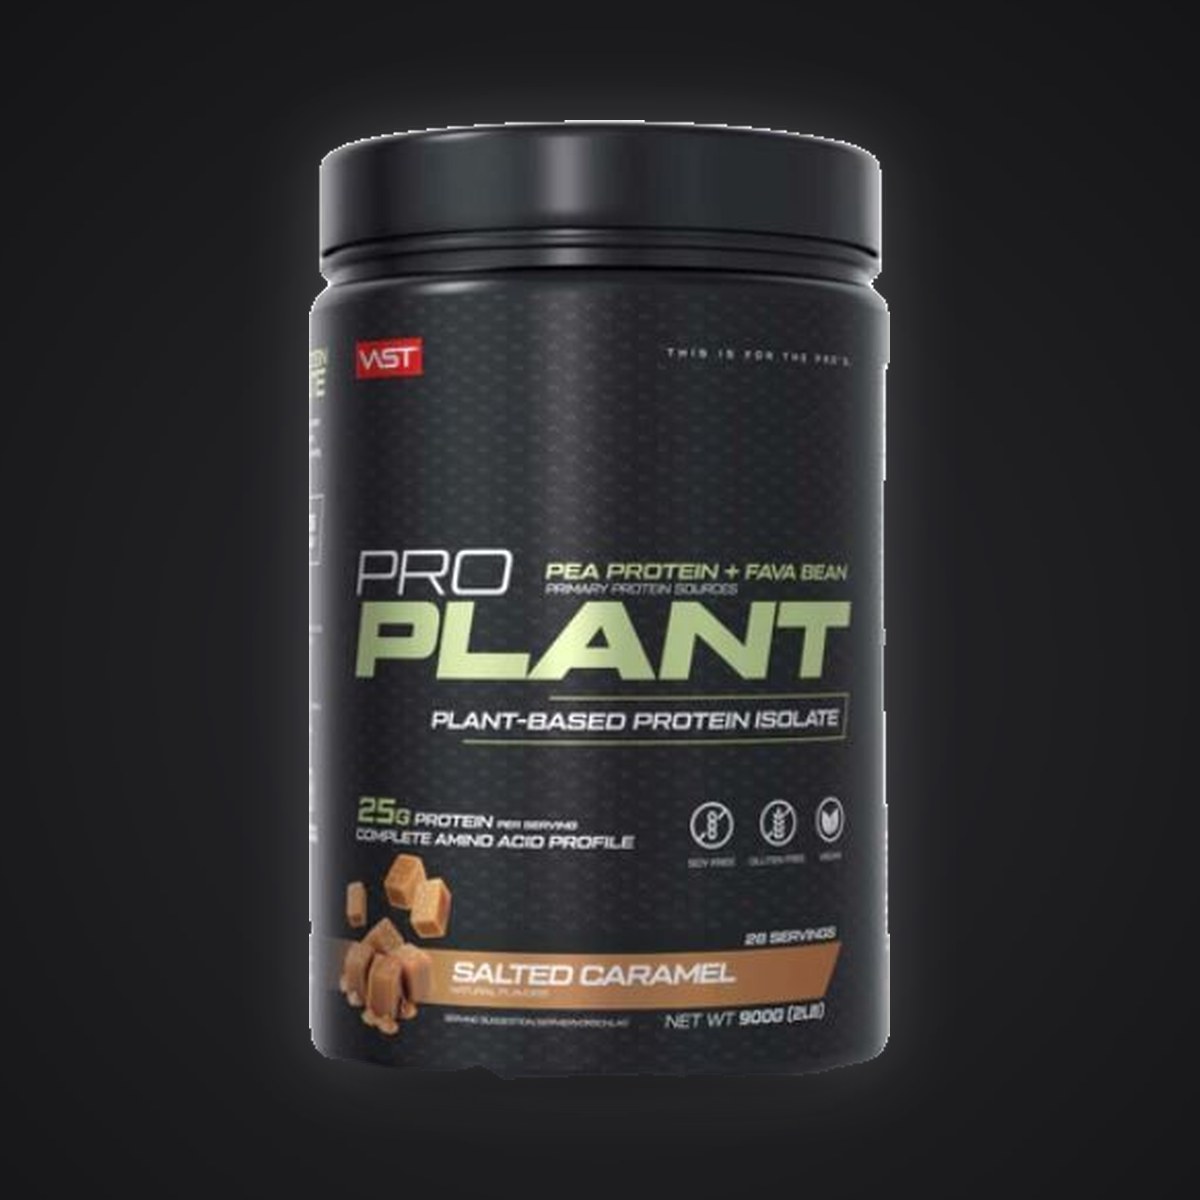 VAST
THIS IS FOR THE PRO'S.
PRO
PEA PROTEIN + FAVA BEAN
PRIMARY PROTEIN SOURCES
PLANT
PLANT-BASED PROTEIN ISOLATE
25G PROTEIN PER SERVING
COMPLETE AMINO ACID PROFILE
SOY FREE
GLUTEN FREE
VEGAN
28 SERVINGS
SALTED CARAMEL
NATURAL FLAVORS
NET WT 900G (2LB)